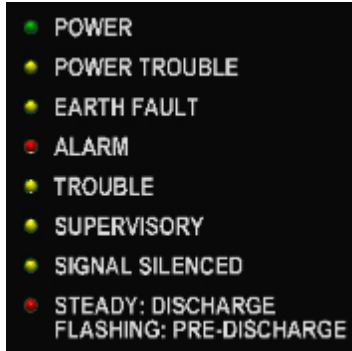 POWER
POWER TROUBLE
EARTH FAULT
ALARM
TROUBLE
SUPERVISORY
SIGNAL SILENCED
STEADY: DISCHARGE
FLASHING: PRE-DISCHARGE